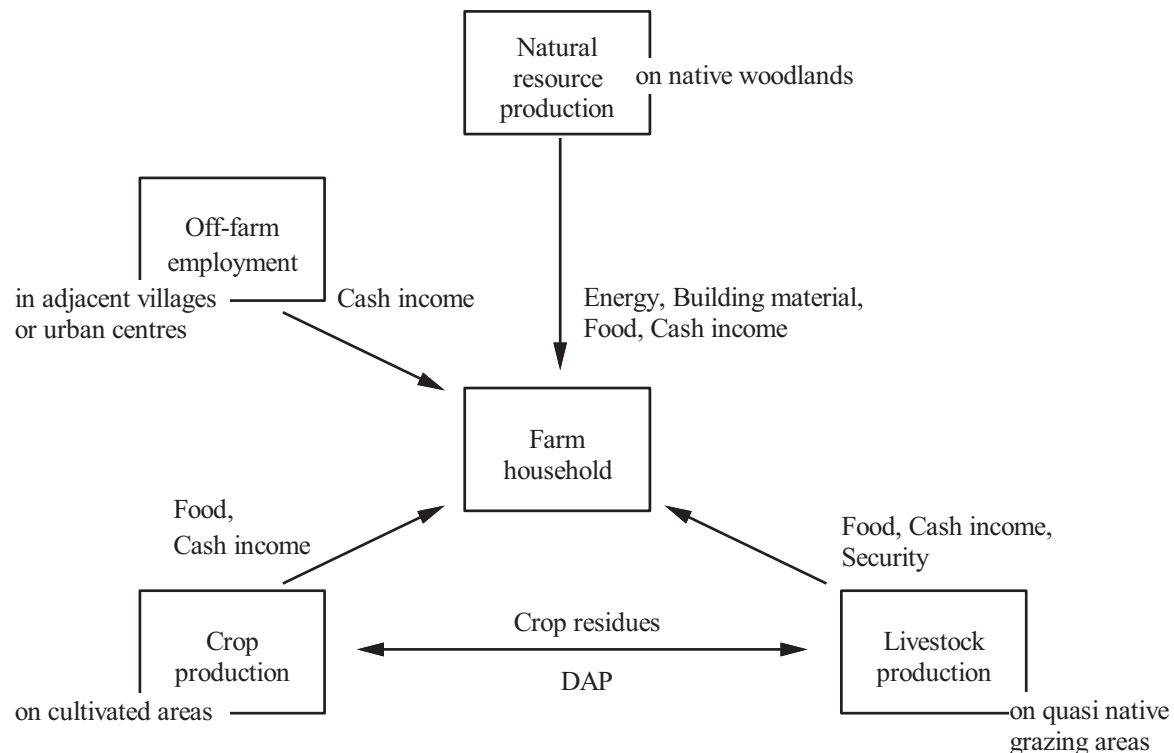 Natural
resource
production
on native woodlands
Off-farm
employment
in adjacent villages
or urban centres
Cash income
Energy, Building material,
Food, Cash income
Farm
household
Food,
Cash income
Food, Cash income,
Security
Crop
production
on cultivated areas
Crop residues
DAP
Livestock
production
on quasi native
grazing areas